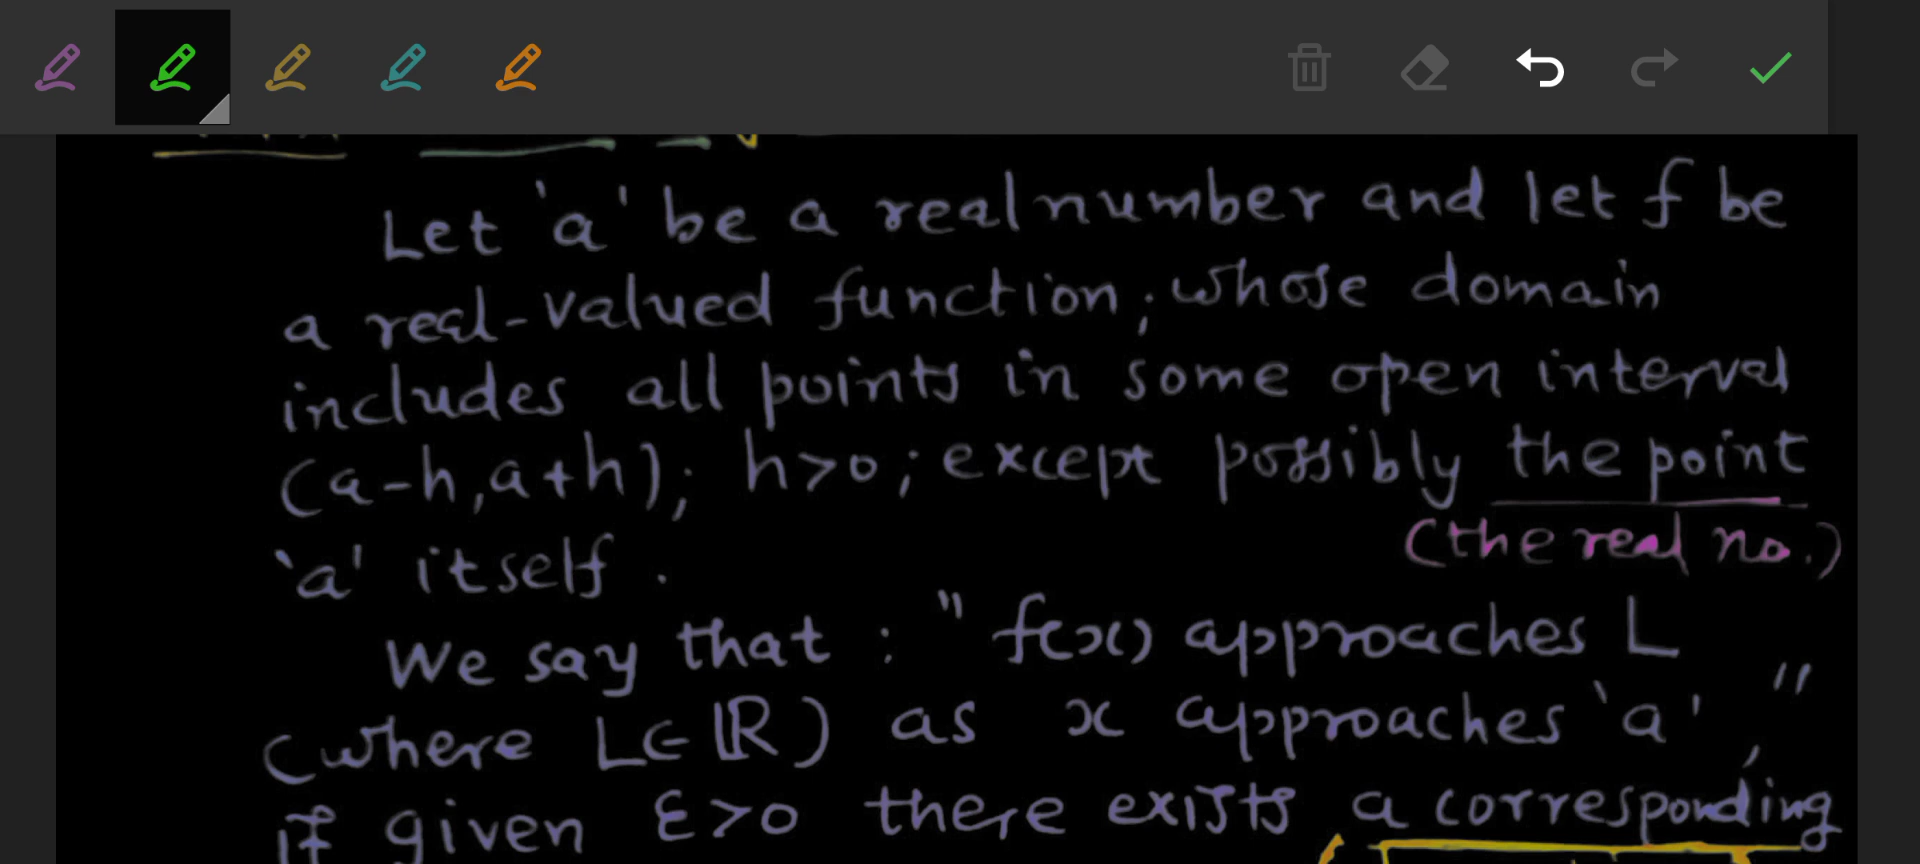 Let 'a' be a real number and let f be
a real-valued function, whose domain
includes all points in some open interval
(a-h, a+h); h>0; except possibly the point
(the real no.)
'a' itself.
We say that : "f(x) approaches L
(where L∈ℝ) as x approaches 'a'",
if given ε>0 there exists a corresponding